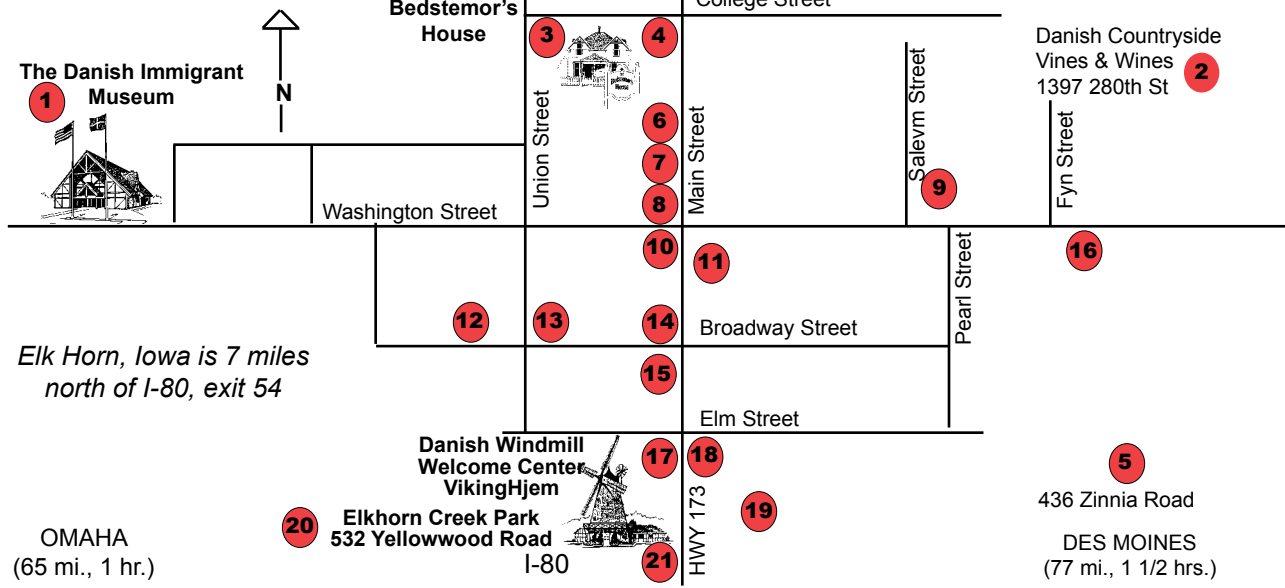 Bedstemor's
House
College Street
3
4
Danish Countryside
Vines & Wines
1397 280th St
2
The Danish Immigrant
Museum
1
N
6
7
8
Union Street
Main Street
Salevm Street
9
Fyn Street
Washington Street
10
11
16
Pearl Street
12
13
14
Broadway Street
Elk Horn, Iowa is 7 miles
north of I-80, exit 54
15
Elm Street
Danish Windmill
Welcome Center
VikingHjem
17
18
5
436 Zinnia Road
HWY 173
19
20
Elkhorn Creek Park
532 Yellowwood Road
I-80
21
OMAHA
(65 mi., 1 hr.)
DES MOINES
(77 mi., 1 1/2 hrs.)